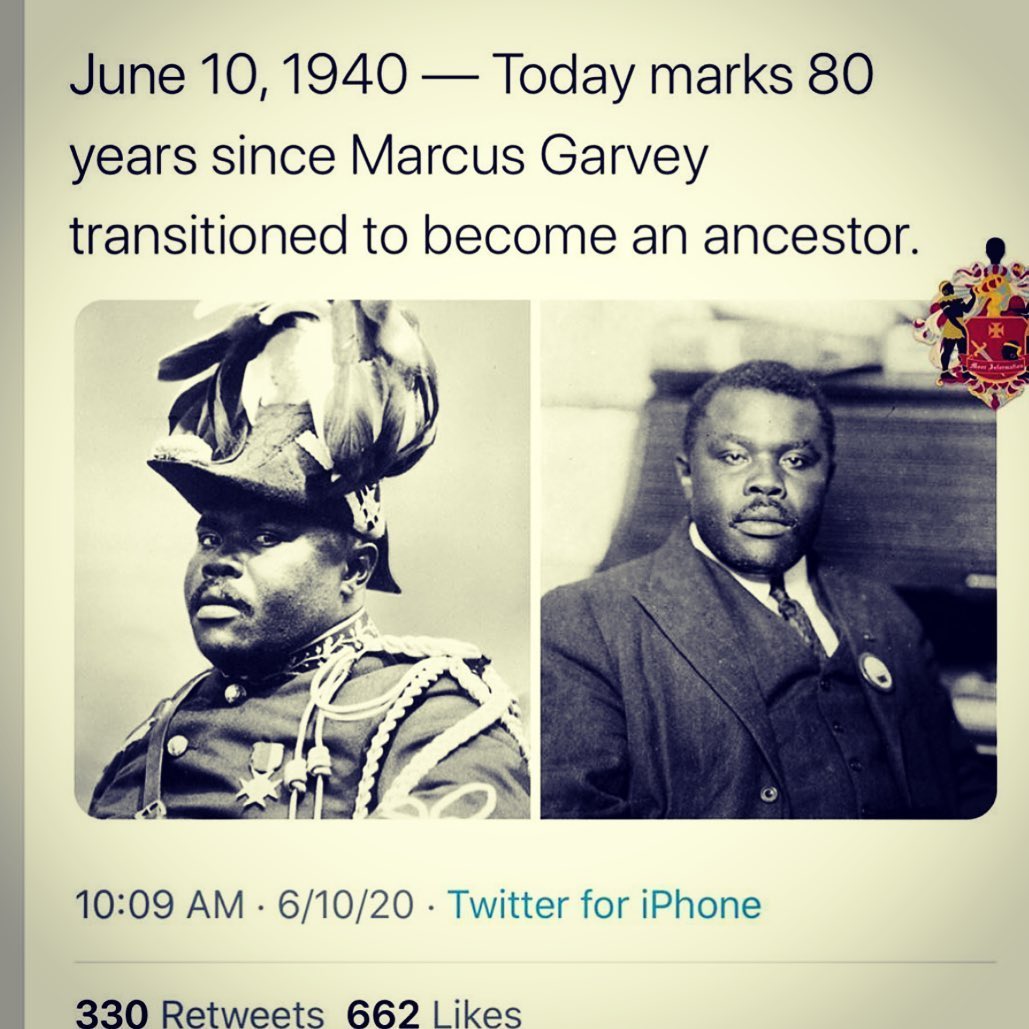 June 10, 1940 — Today marks 80
years since Marcus Garvey
transitioned to become an ancestor.
More Information
10:09 AM · 6/10/20 · Twitter for iPhone
330 Retweets 662 Likes